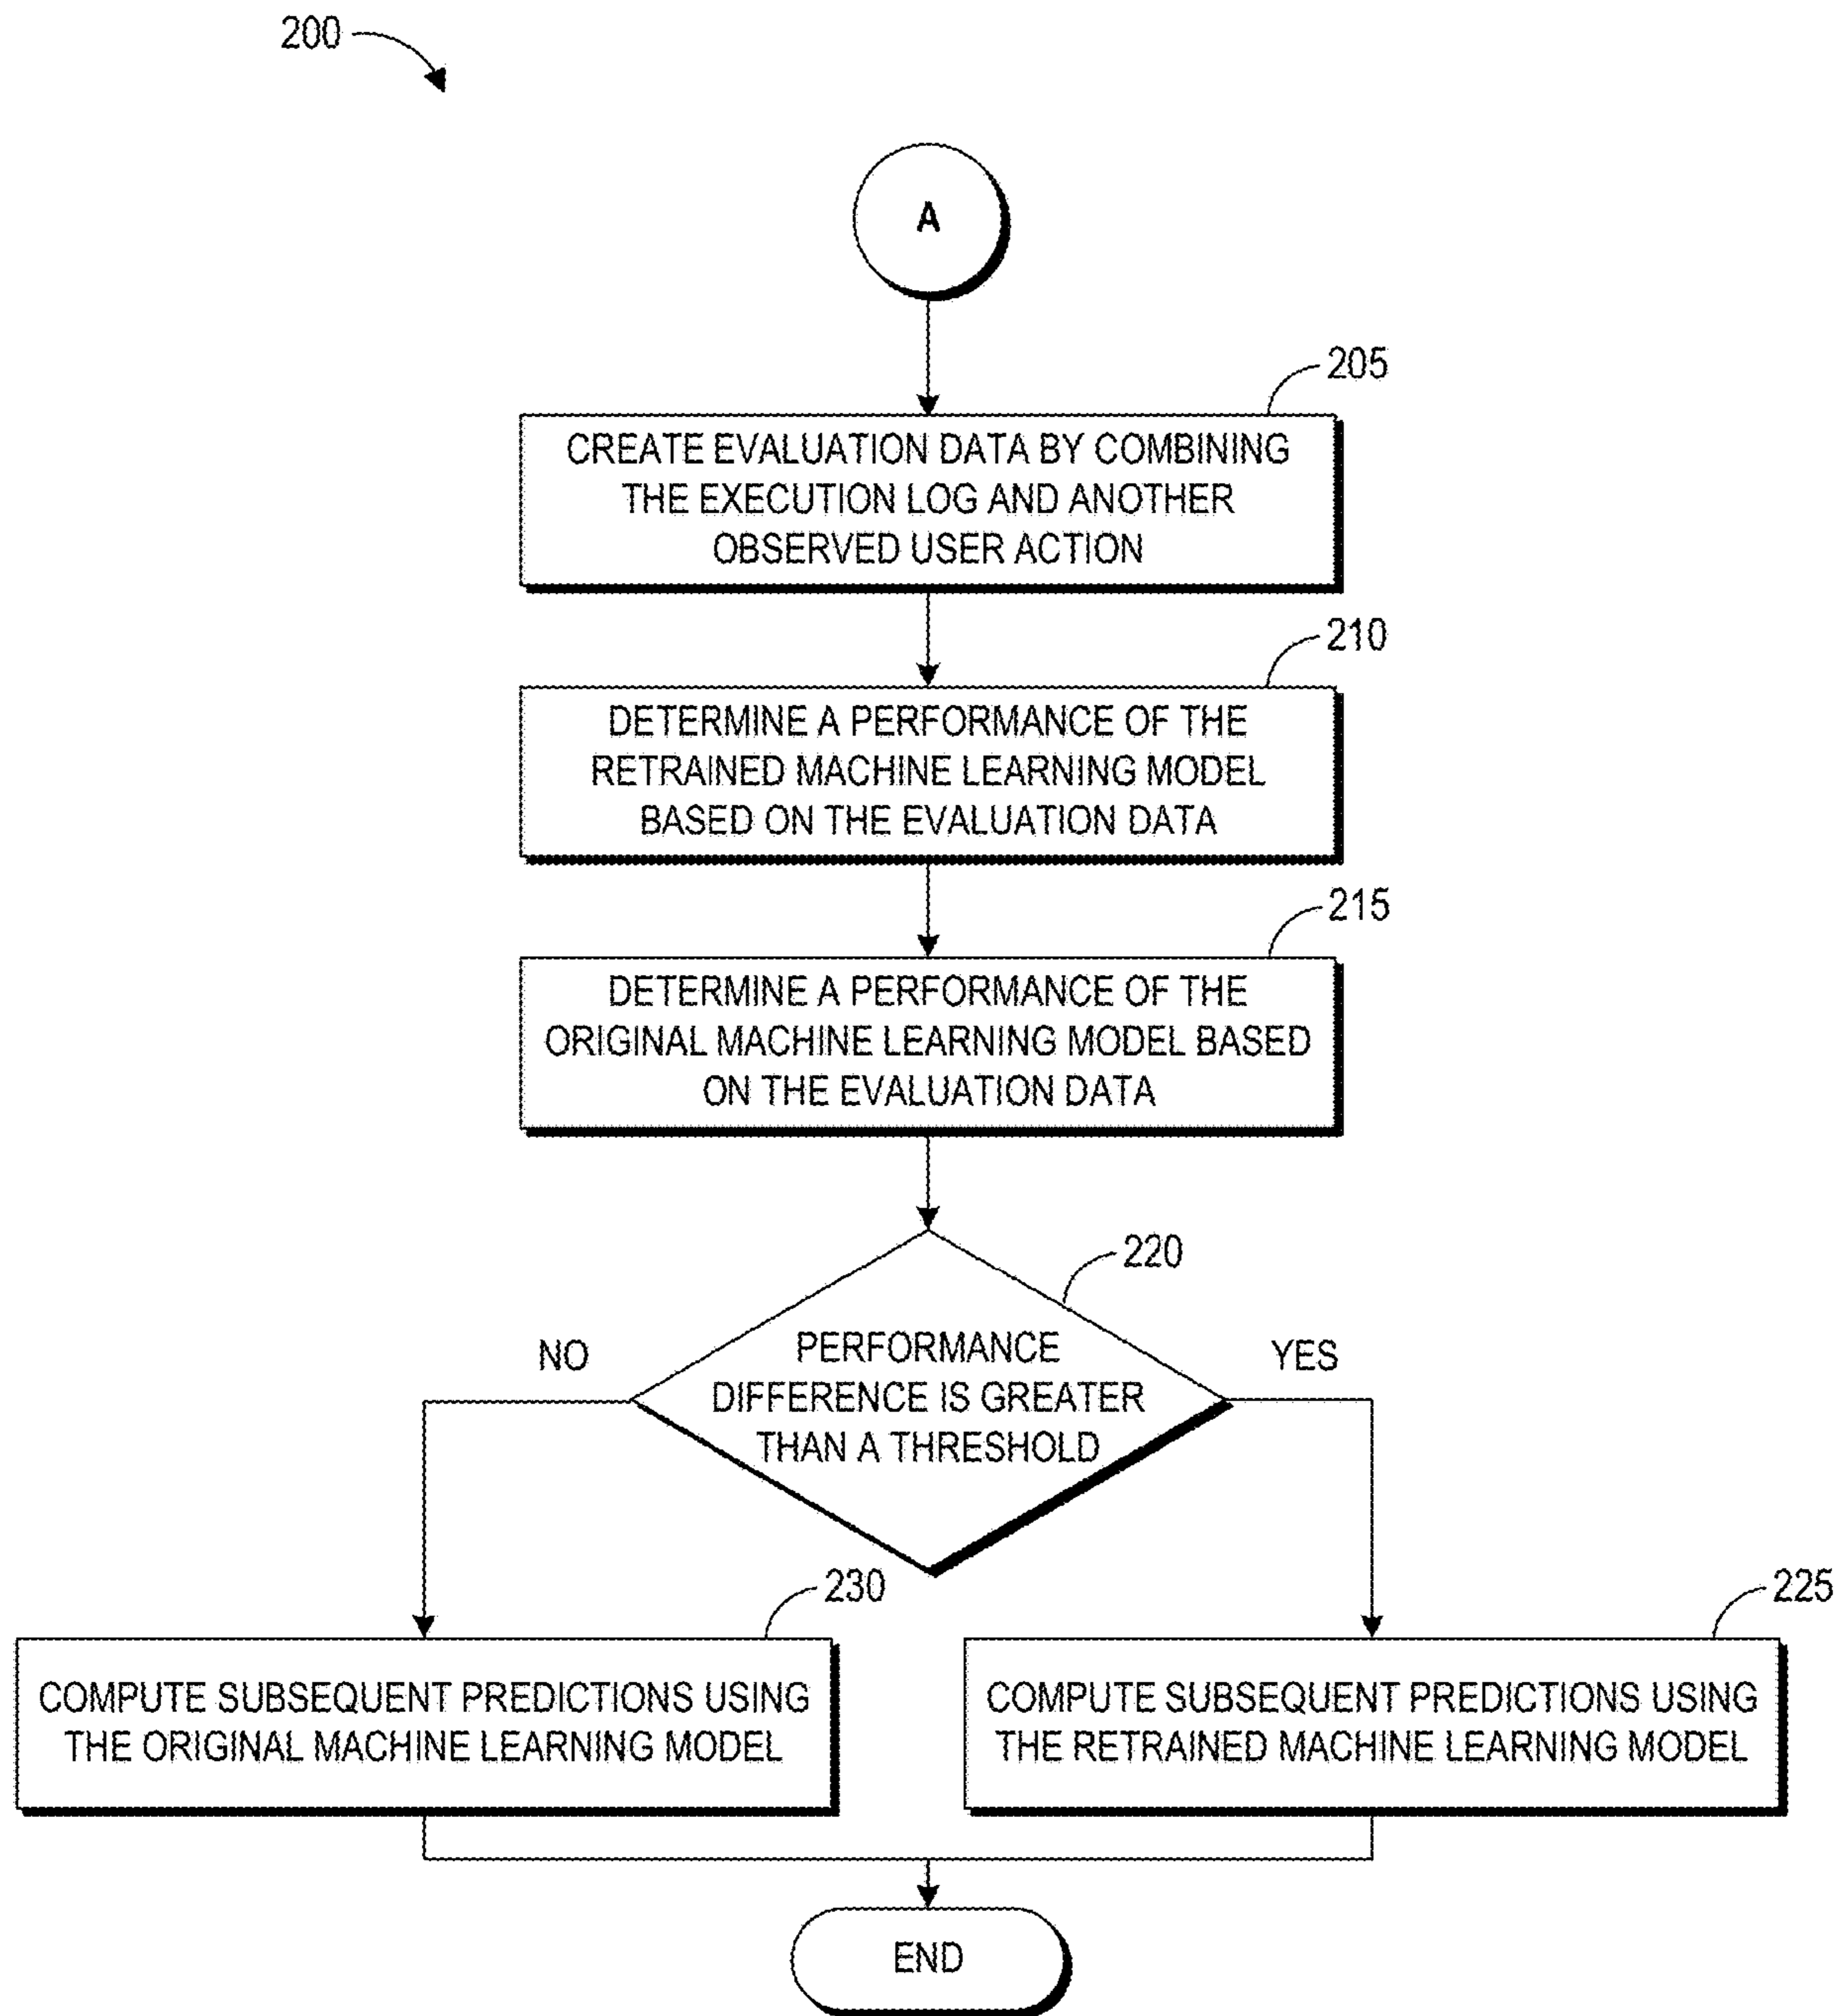 200
A
205
CREATE EVALUATION DATA BY COMBINING
THE EXECUTION LOG AND ANOTHER
OBSERVED USER ACTION
210
DETERMINE A PERFORMANCE OF THE
RETRAINED MACHINE LEARNING MODEL
BASED ON THE EVALUATION DATA
215
DETERMINE A PERFORMANCE OF THE
ORIGINAL MACHINE LEARNING MODEL BASED
ON THE EVALUATION DATA
220
NO
YES
PERFORMANCE
DIFFERENCE IS GREATER
THAN A THRESHOLD
230
COMPUTE SUBSEQUENT PREDICTIONS USING
THE ORIGINAL MACHINE LEARNING MODEL
225
COMPUTE SUBSEQUENT PREDICTIONS USING
THE RETRAINED MACHINE LEARNING MODEL
END